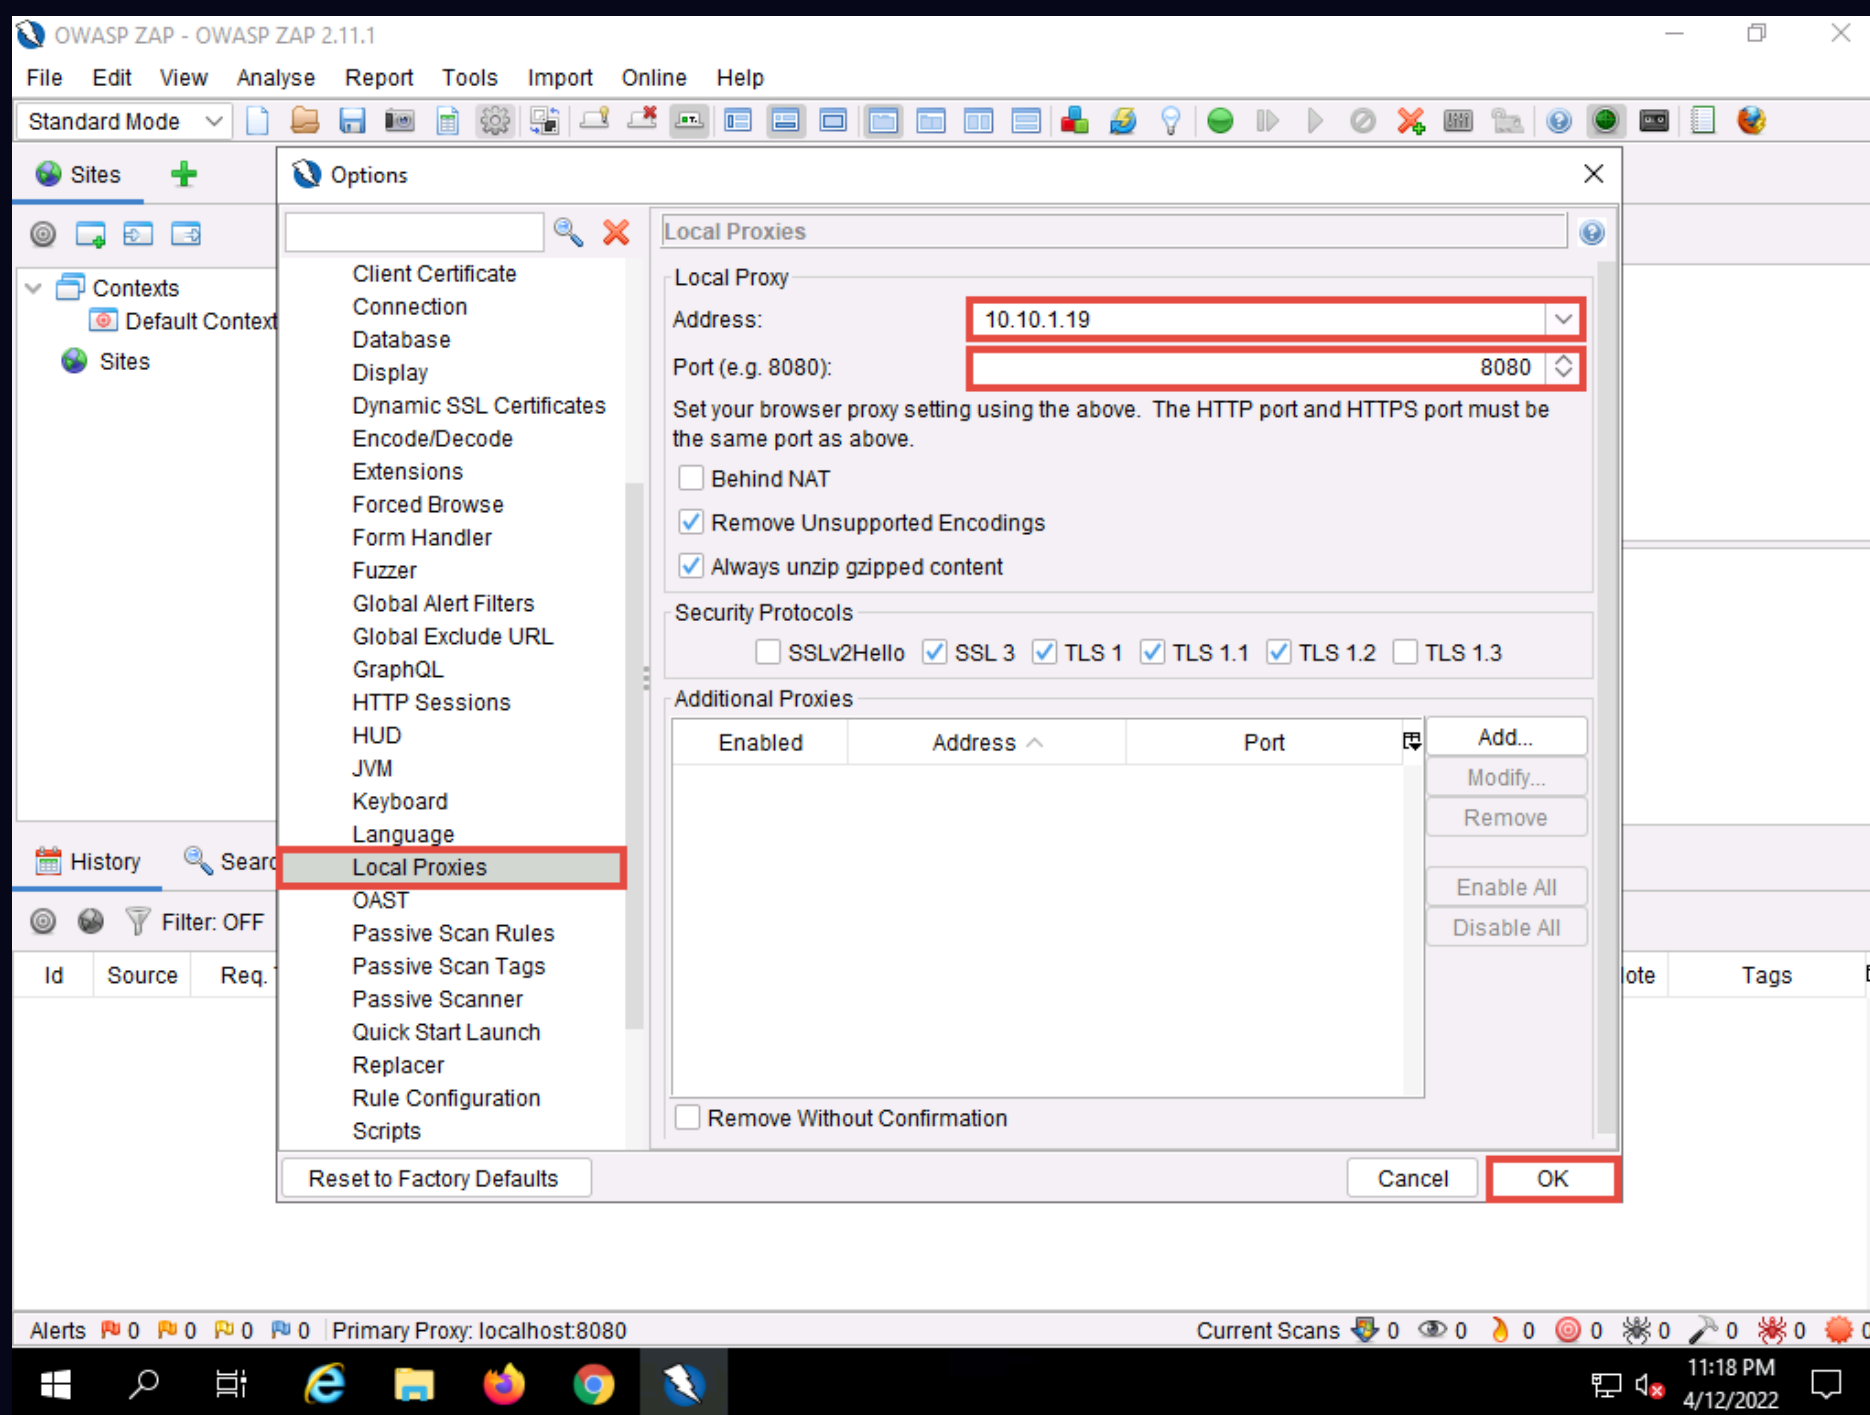 OWASP ZAP - OWASP ZAP 2.11.1
File Edit View Analyse Report Tools Import Online Help
Standard Mode
Sites
Options
Contexts
Default Context
Sites
Client Certificate
Connection
Database
Display
Dynamic SSL Certificates
Encode/Decode
Extensions
Forced Browse
Form Handler
Fuzzer
Global Alert Filters
Global Exclude URL
GraphQL
HTTP Sessions
HUD
JVM
Keyboard
Language
Local Proxies
OAST
Passive Scan Rules
Passive Scan Tags
Passive Scanner
Quick Start Launch
Replacer
Rule Configuration
Scripts
Local Proxies
Local Proxy
Address: 10.10.1.19
Port (e.g. 8080): 8080
Set your browser proxy setting using the above. The HTTP port and HTTPS port must be
the same port as above.
Behind NAT
Remove Unsupported Encodings
Always unzip gzipped content
Security Protocols
SSLv2Hello SSL 3 TLS 1 TLS 1.1 TLS 1.2 TLS 1.3
Additional Proxies
Enabled Address Port
Add...
Modify...
Remove
Enable All
Disable All
Remove Without Confirmation
Reset to Factory Defaults Cancel OK
History Searc
Filter: OFF
Id Source Req. lote Tags
Alerts 0 0 0 0 Primary Proxy: localhost:8080 Current Scans 0 0 0 0 0 0 0 0
11:18 PM
4/12/2022